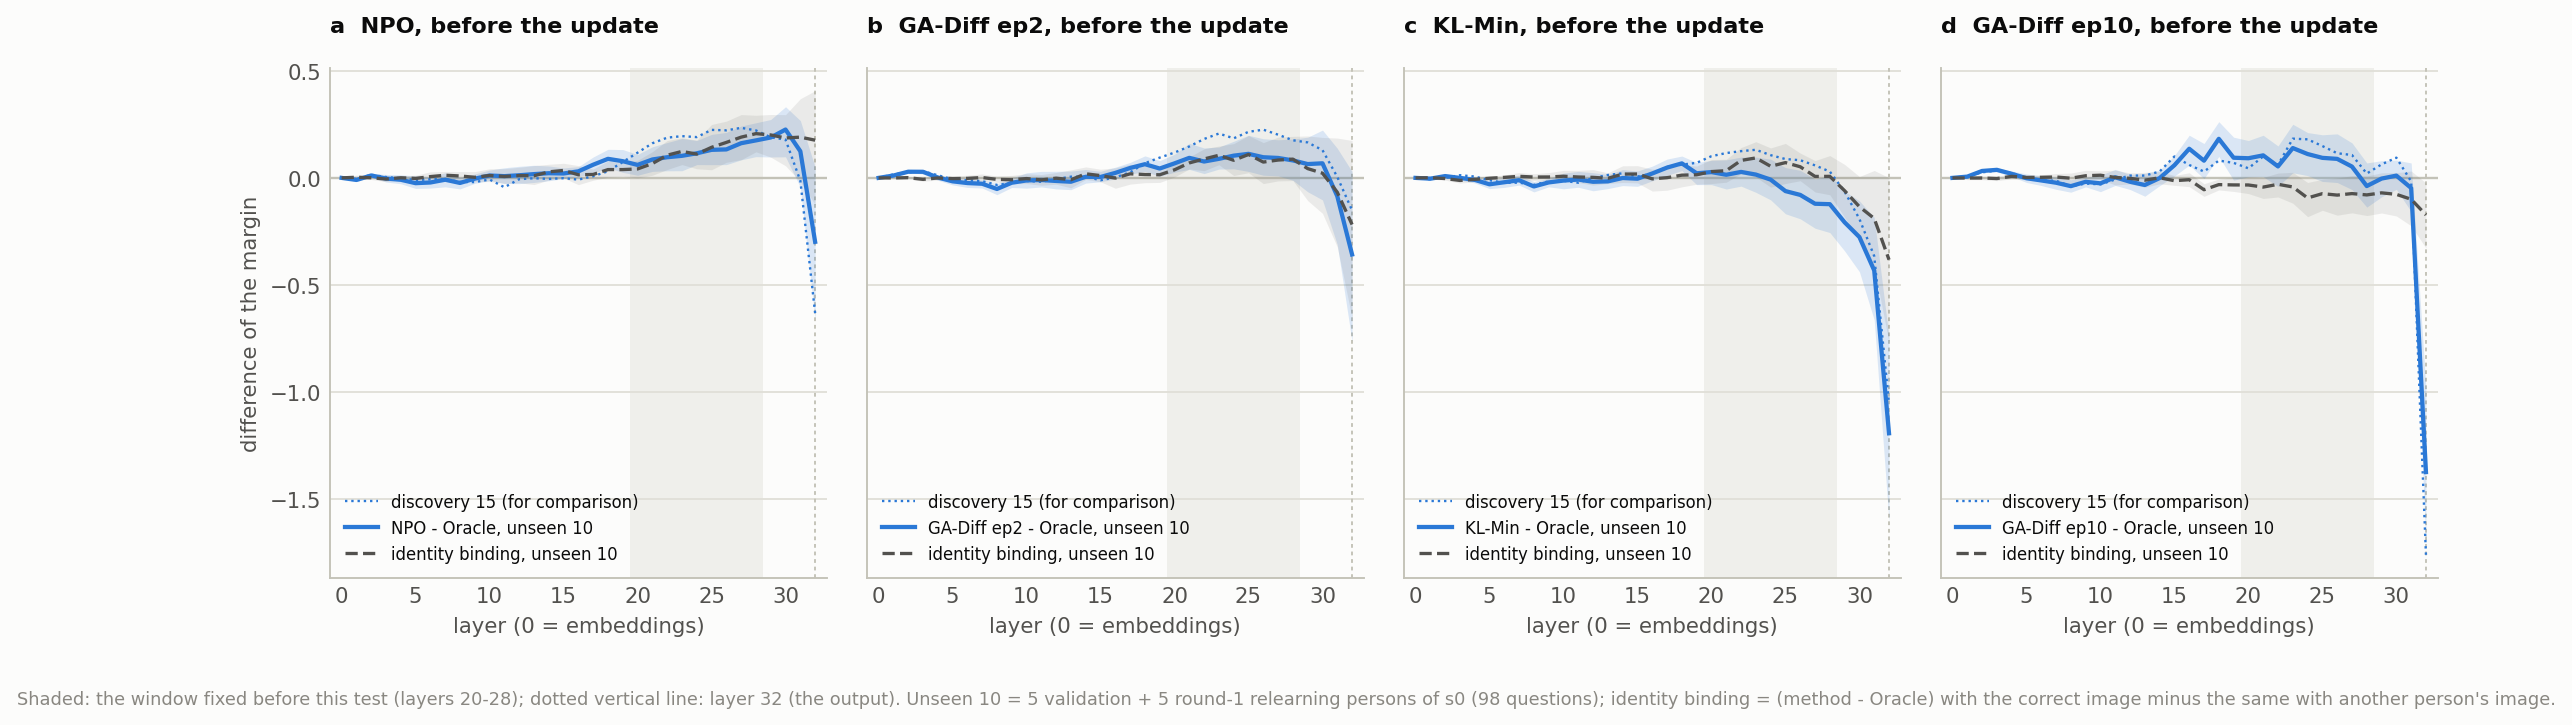 a NPO, before the update
b GA-Diff ep2, before the update
c KL-Min, before the update
d GA-Diff ep10, before the update
difference of the margin
0.5
0.0
−0.5
−1.0
−1.5
discovery 15 (for comparison)
NPO - Oracle, unseen 10
identity binding, unseen 10
0 5 10 15 20 25 30
layer (0 = embeddings)
discovery 15 (for comparison)
GA-Diff ep2 - Oracle, unseen 10
identity binding, unseen 10
0 5 10 15 20 25 30
layer (0 = embeddings)
discovery 15 (for comparison)
KL-Min - Oracle, unseen 10
identity binding, unseen 10
0 5 10 15 20 25 30
layer (0 = embeddings)
discovery 15 (for comparison)
GA-Diff ep10 - Oracle, unseen 10
identity binding, unseen 10
0 5 10 15 20 25 30
layer (0 = embeddings)
Shaded: the window fixed before this test (layers 20-28); dotted vertical line: layer 32 (the output). Unseen 10 = 5 validation + 5 round-1 relearning persons of s0 (98 questions); identity binding = (method - Oracle) with the correct image minus the same with another person's image.